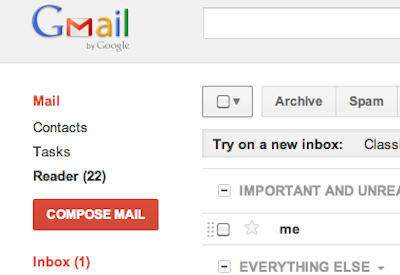 Gmail
by Google
Mail
Contacts
Tasks
Reader (22)
COMPOSE MAIL
Inbox (1)
Archive
Spam
Try on a new inbox: Classi
IMPORTANT AND UNREA
me
EVERYTHING ELSE